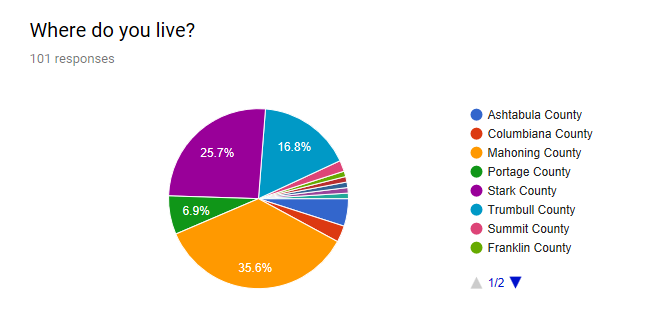 Where do you live?
101 responses
25.7%
16.8%
6.9%
35.6%
Ashtabula County
Columbiana County
Mahoning County
Portage County
Stark County
Trumbull County
Summit County
Franklin County
1/2